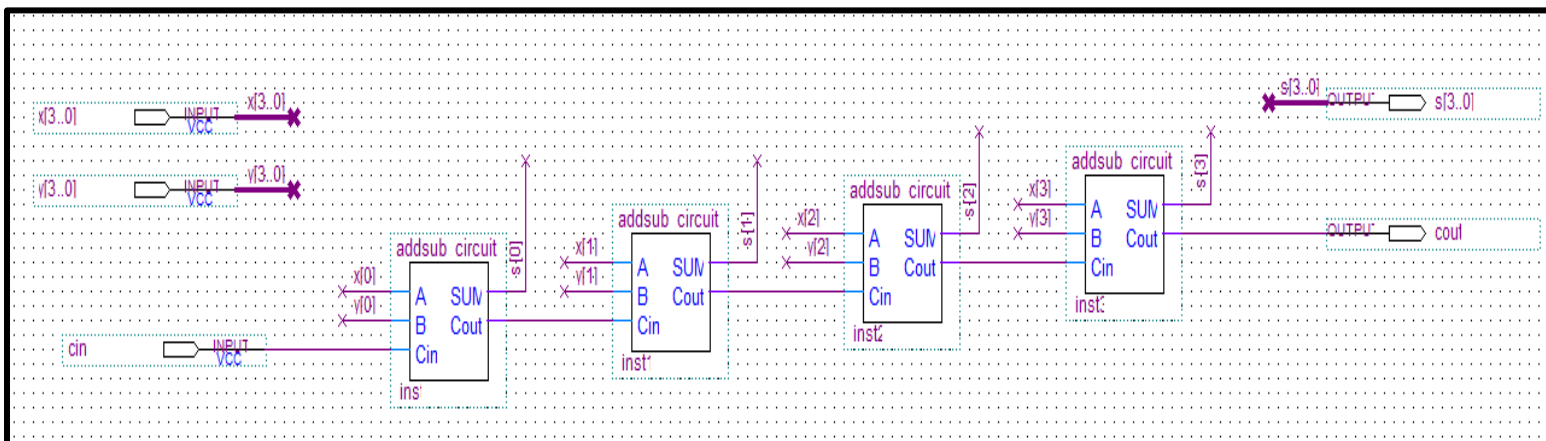 x[3..0]
INPUT
VCC
x[3..0]
s[3..0]
OUTPUT
s[3..0]
y[3..0]
INPUT
VCC
y[3..0]
addsub circuit
x[3]
y[3]
A
SUM
B
Cout
Cin
s[3]
inst3
OUTPUT
cout
addsub circuit
x[2]
y[2]
A
SUM
B
Cout
Cin
s[2]
inst2
addsub circuit
x[1]
y[1]
A
SUM
B
Cout
Cin
s[1]
inst1
addsub circuit
x[0]
y[0]
A
SUM
B
Cout
Cin
s[0]
inst
cin
INPUT
VCC